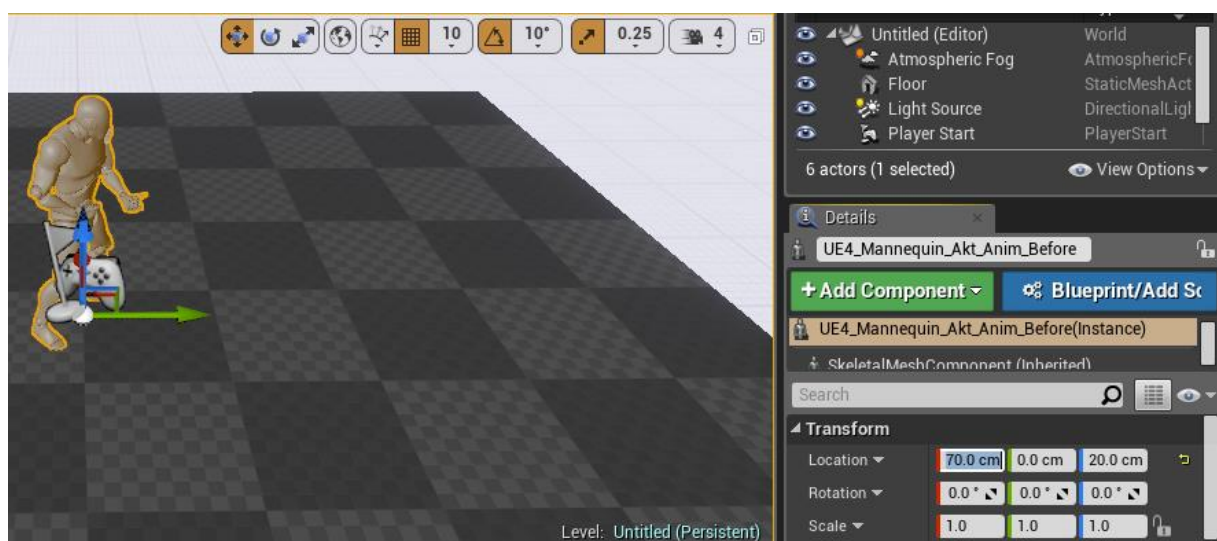 10 10° 0.25 4
Untitled (Editor) World
Atmospheric Fog AtmosphericFo
Floor StaticMeshAct
Light Source DirectionalLigh
Player Start PlayerStart
6 actors (1 selected) View Options
Details
UE4_Mannequin_Akt_Anim_Before
+Add Component Blueprint/Add Sc
UE4_Mannequin_Akt_Anim_Before(Instance)
SkeletalMeshComponent (Inherited)
Search
Transform
Location 70.0 cm 0.0 cm 20.0 cm
Rotation 0.0° 0.0° 0.0°
Scale 1.0 1.0 1.0
Level: Untitled (Persistent)